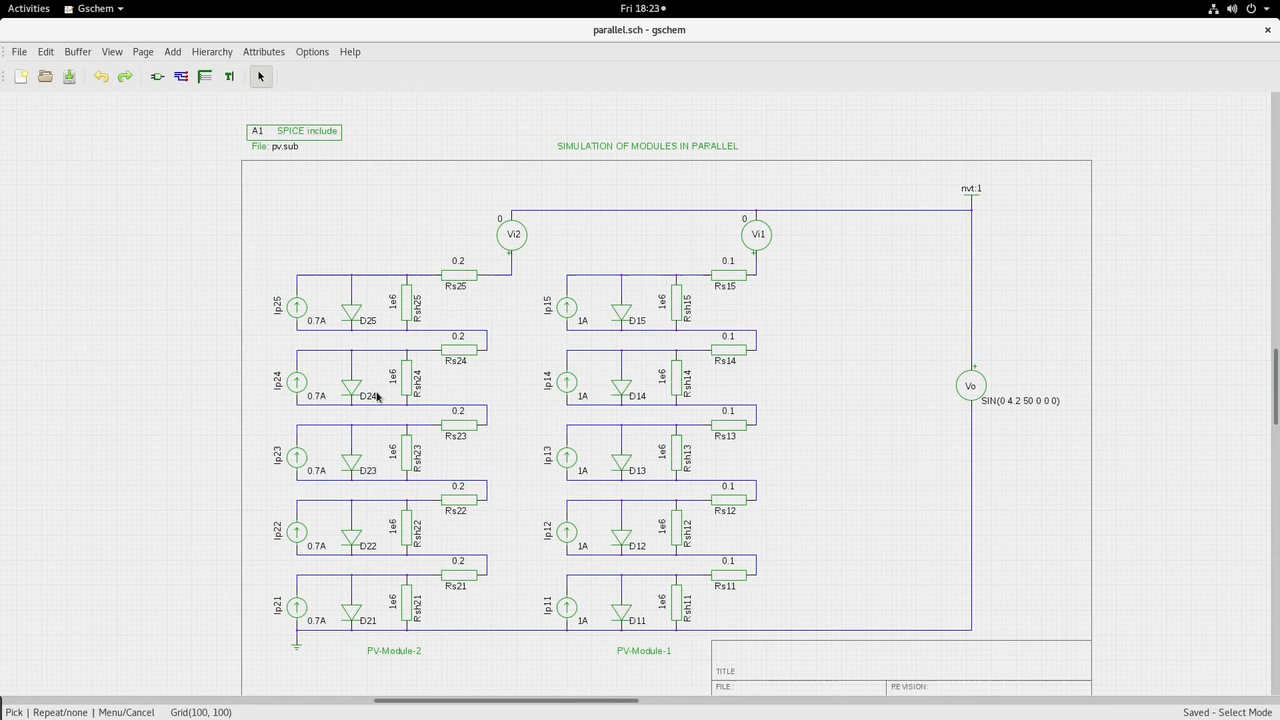 Activities Gschem Fri 18:23
parallel.sch - gschem
File Edit Buffer View Page Add Hierarchy Attributes Options Help
A1 SPICE include
File: pv.sub
SIMULATION OF MODULES IN PARALLEL
nvt:1
0 0
Vi2 Vi1
0.2 0.1
Rs25 Rs15
Ip25 0.7A D25 1e6 Rsh25 Ip15 1A D15 1e6 Rsh15
0.2 0.1
Rs24 Rs14
Ip24 0.7A D24 1e6 Rsh24 Ip14 1A D14 1e6 Rsh14
Vo
SIN(0 4.2 50 0 0 0)
0.2 0.1
Rs23 Rs13
Ip23 0.7A D23 1e6 Rsh23 Ip13 1A D13 1e6 Rsh13
0.2 0.1
Rs22 Rs12
Ip22 0.7A D22 1e6 Rsh22 Ip12 1A D12 1e6 Rsh12
0.2 0.1
Rs21 Rs11
Ip21 0.7A D21 1e6 Rsh21 Ip11 1A D11 1e6 Rsh11
PV-Module-2 PV-Module-1
TITLE
FILE: REVISION:
Pick | Repeat/none | Menu/Cancel Grid(100, 100) Saved - Select Mode